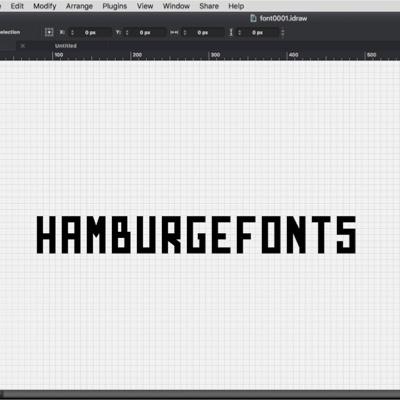 Edit Modify Arrange Plugins View Window Share Help
font0001.idraw
election X: 0 px Y: 0 px 0 px 0 px
Untitled
100 200 300 400 500
HAMBURGEFONTS